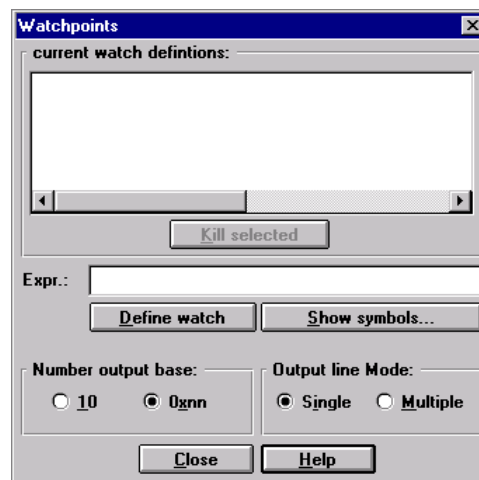 Watchpoints
current watch defintions:
Kill selected
Expr.:
Define watch Show symbols...
Number output base: Output line Mode:
10 0xnn Single Multiple
Close Help